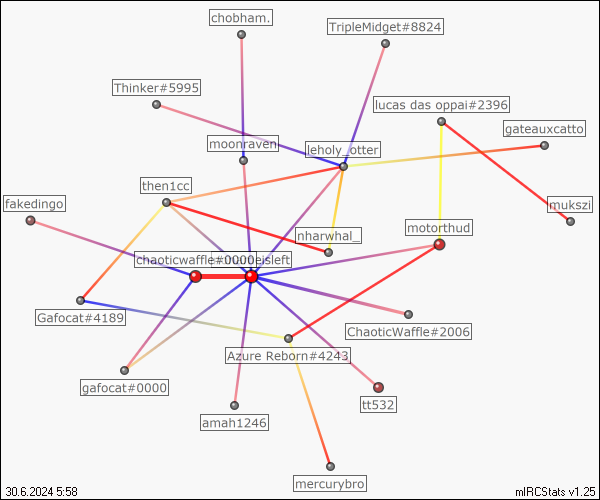 chobham.
TripleMidget#8824
Thinker#5995
lucas das oppai#2396
gateauxcatto
moonraven
leholy_otter
then1cc
fakedingo
mukszi
motorthud
nharwhal_
chaoticwaffle#0000
Gafocat#4189
ChaoticWaffle#2006
Azure Reborn#4243
gafocat#0000
tt532
amah1246
mercurybro
30.6.2024 5:58
mIRCStats v1.25